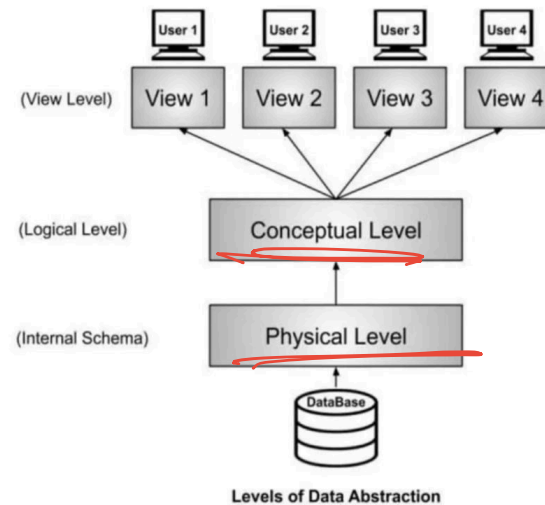 User 1 User 2 User 3 User 4
(View Level) View 1 View 2 View 3 View 4
(Logical Level) Conceptual Level
(Internal Schema) Physical Level
DataBase
Levels of Data Abstraction